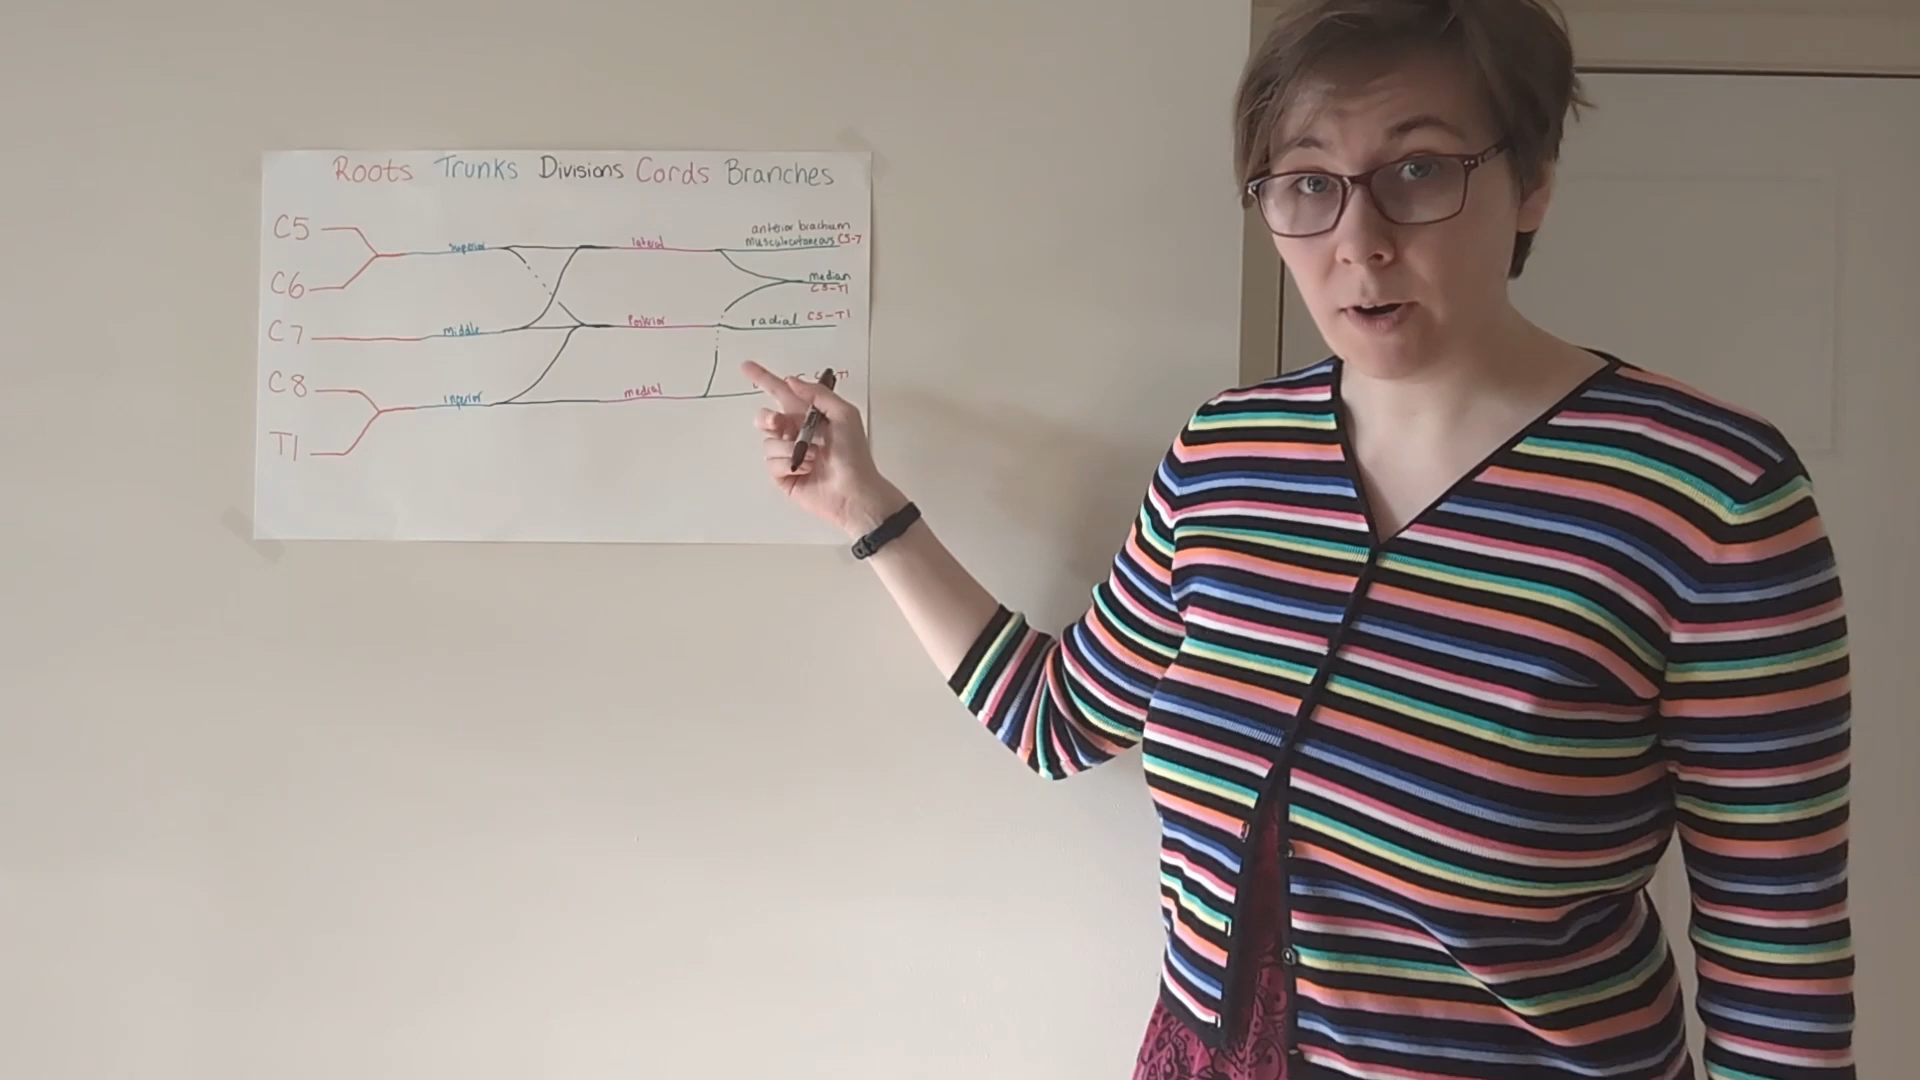 Roots Trunks Divisions Cords Branches
anterior brachium
C5
superior lateral musculocutaneous C5-7
C6
median
C5-T1
C7 middle Posterior radial C5-T1
C8 inferior medial T1
T1